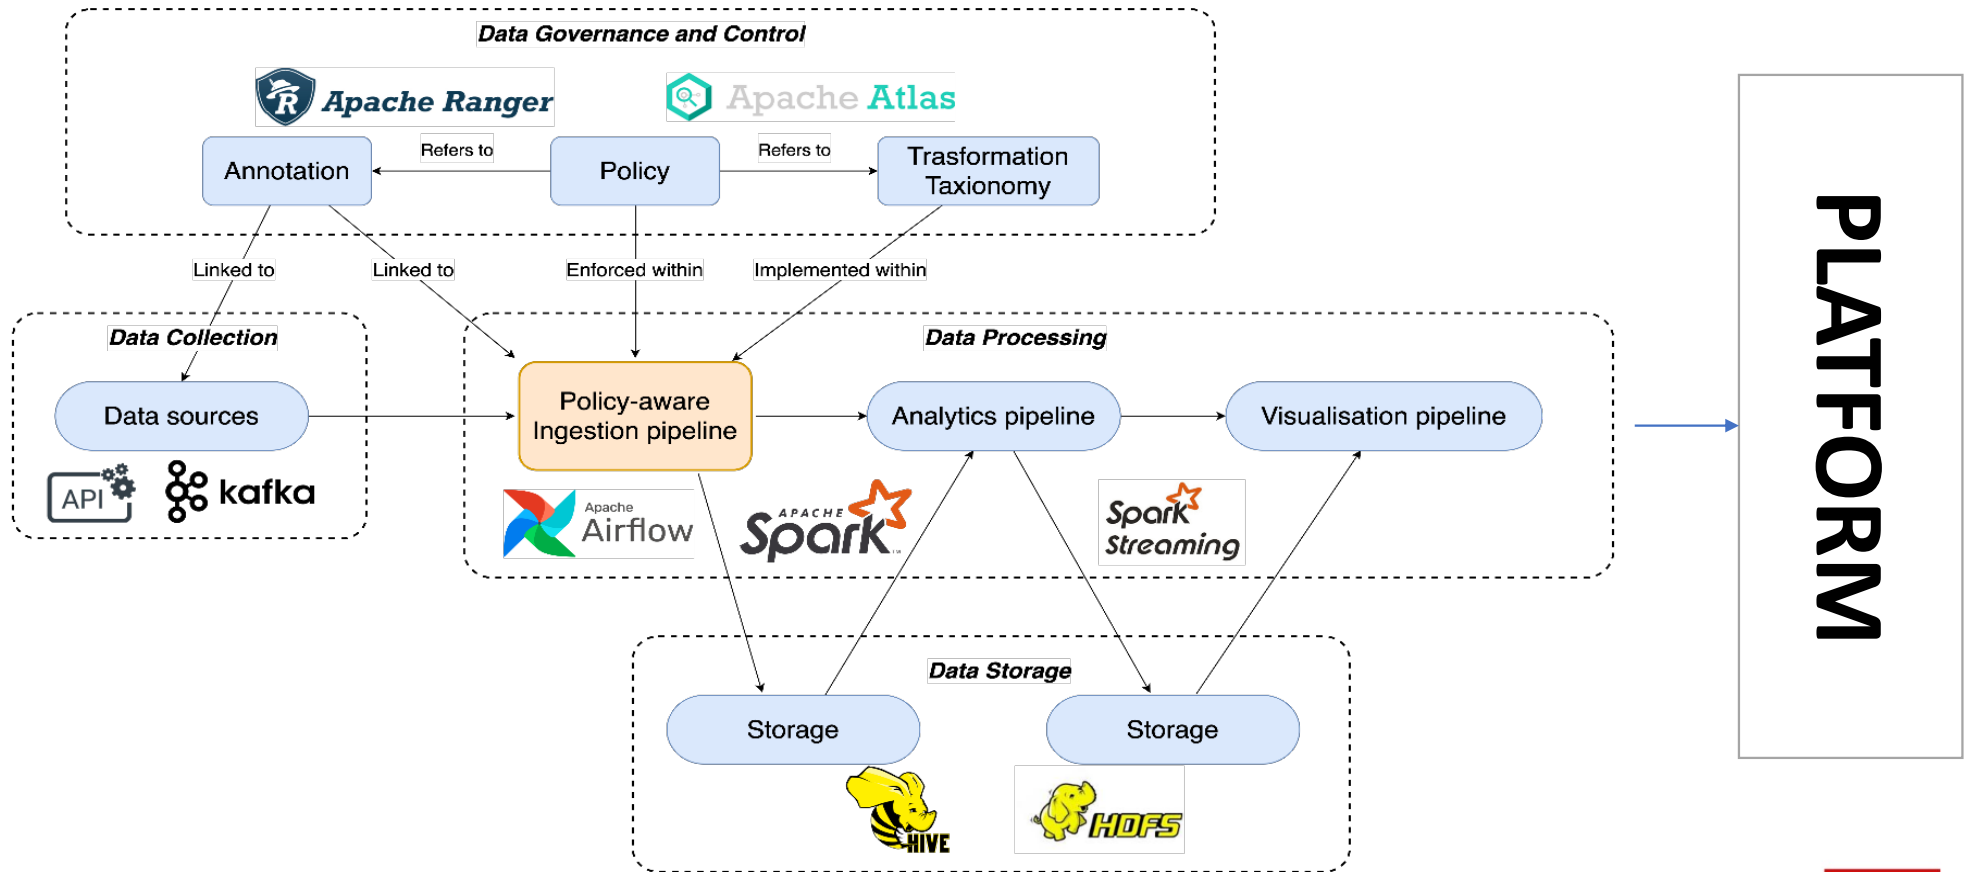 Data Governance and Control
R
Apache Ranger
Apache Atlas
Refers to
Refers to
Annotation
Policy
Trasformation
Taxionomy
Linked to
Linked to
Enforced within
Implemented within
Data Collection
Data Processing
Data sources
Policy-aware
Ingestion pipeline
Analytics pipeline
Visualisation pipeline
API
kafka
Apache
Airflow
APACHE
Spark
TM
Spark
Streaming
Data Storage
Storage
Storage
HIVE
HDFS
PLATFORM